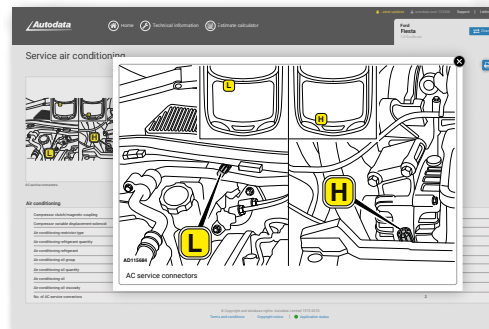 Autodata
Home
Technical information
Estimate calculator
Support
Ford
Fiesta
Service air conditioning
L
H
L
H
L
H
L
H
AD115684
AC service connectors
AC service connectors
Air conditioning
Compressor clutch/magnetic coupling
Compressor variable displacement solenoid
Air conditioning restrictor type
Air conditioning refrigerant quantity
Air conditioning refrigerant
Air conditioning oil group
Air conditioning oil quantity
Air conditioning oil
Air conditioning oil viscosity
No. of AC service connectors
2
Terms and conditions
Copyright notice
Application status